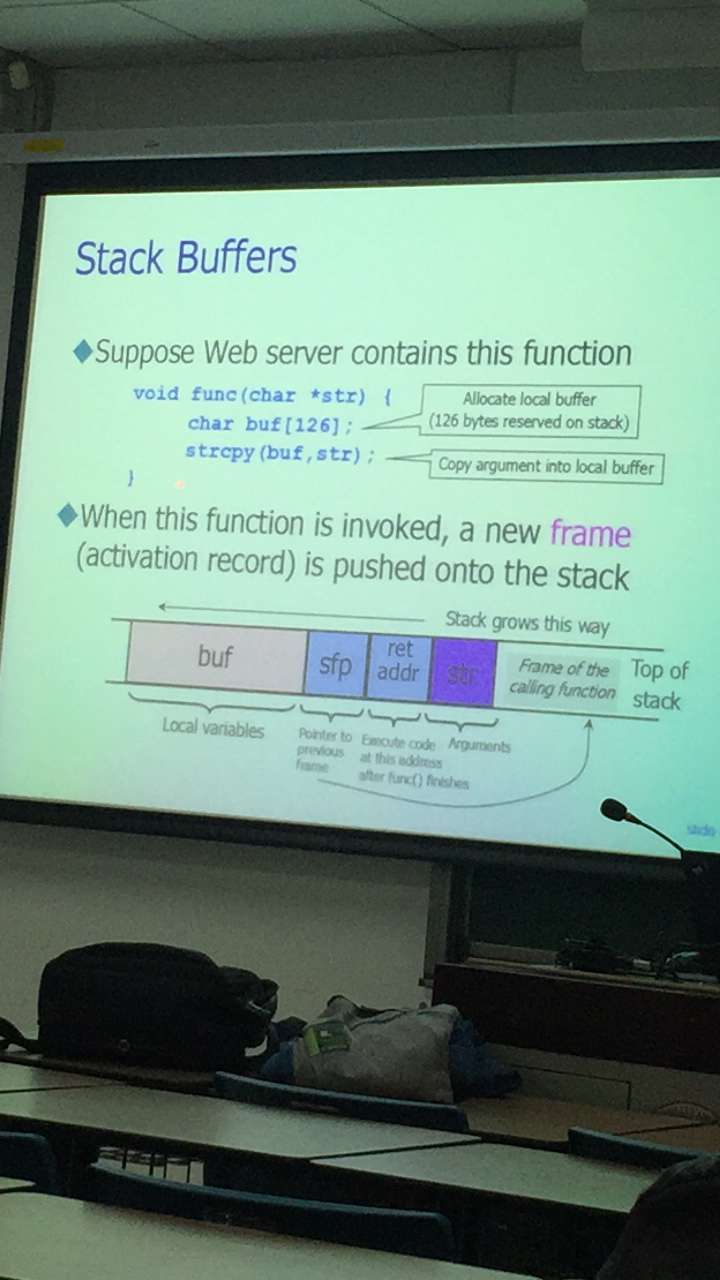 Stack Buffers
Suppose Web server contains this function
void func(char *str) {
char buf[126];
strcpy(buf,str);
}
Allocate local buffer
(126 bytes reserved on stack)
Copy argument into local buffer
When this function is invoked, a new frame
(activation record) is pushed onto the stack
Stack grows this way
buf
sfp
ret
addr
str
Frame of the
calling function
Top of
stack
Local variables
Pointer to
previous
frame
Execute code
at this address
after func() finishes
Arguments